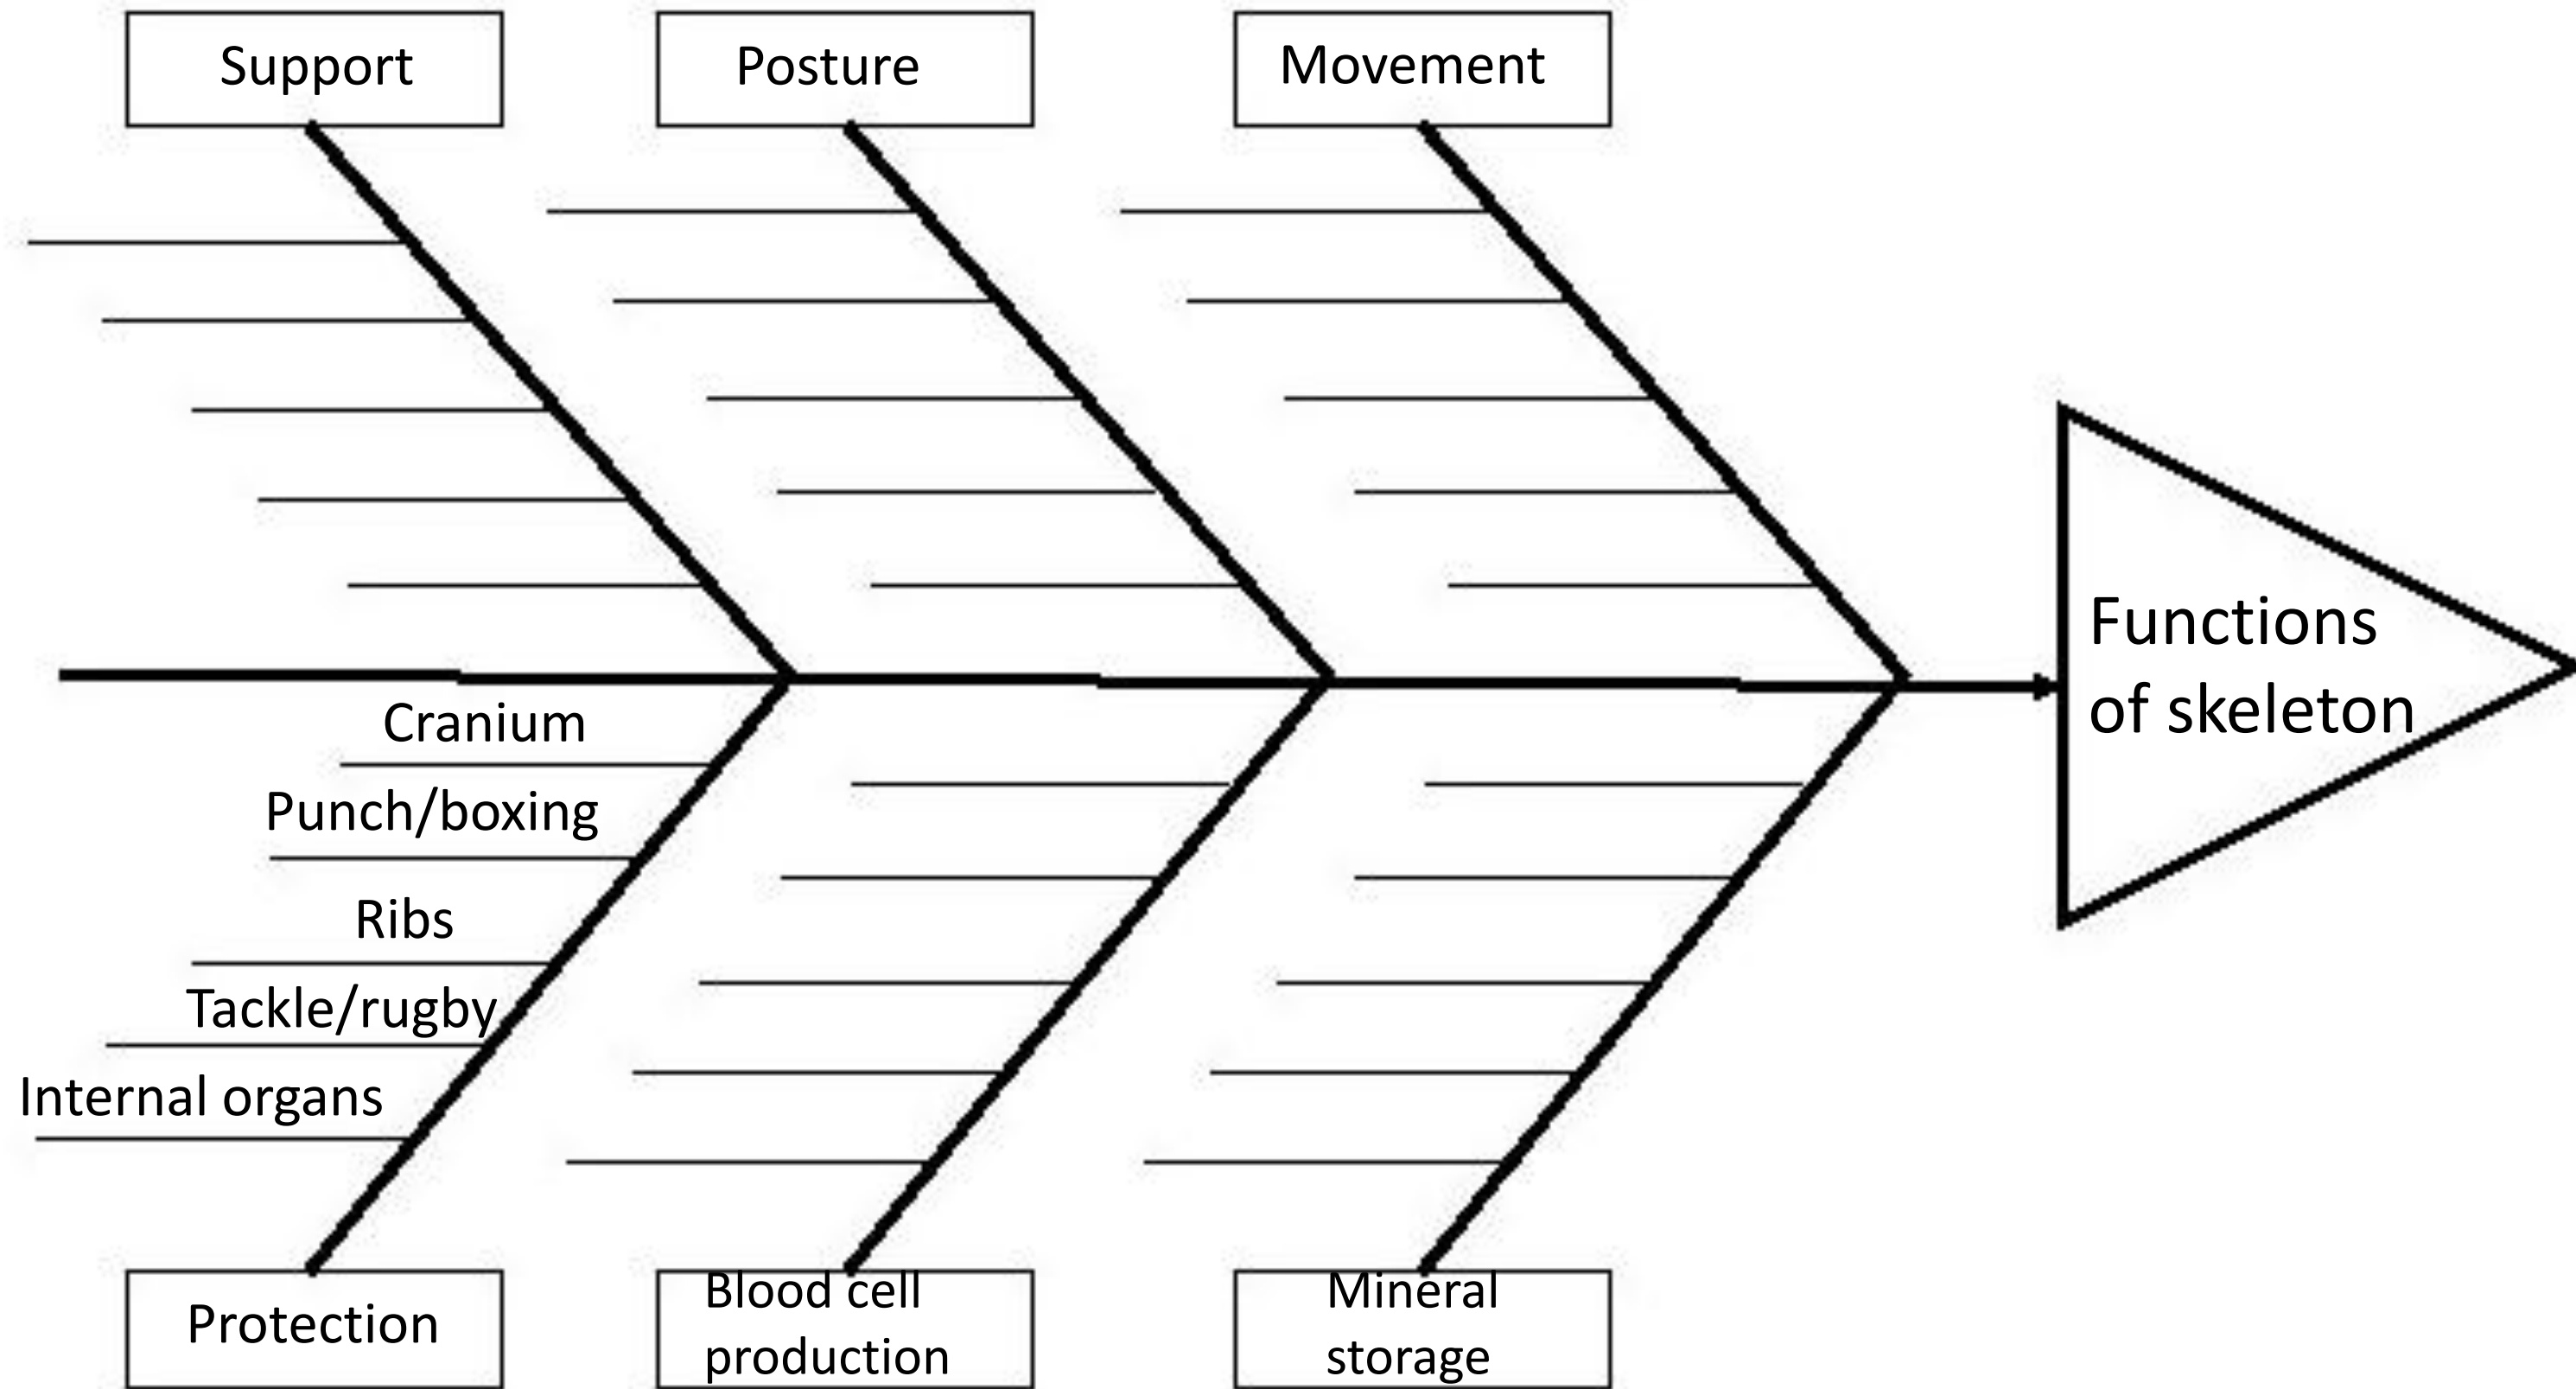 Support
Posture
Movement
Functions
of skeleton
Cranium
Punch/boxing
Ribs
Tackle/rugby
Internal organs
Protection
Blood cell
production
Mineral
storage